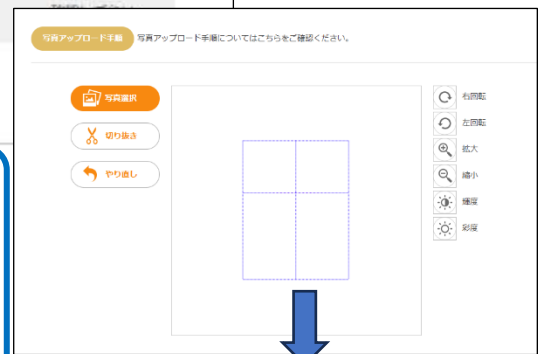 写真アップロード手順 写真アップロード手順についてはこちらをご確認ください。
写真選択
切り抜き
やり直し
右回転
左回転
拡大
縮小
輝度
彩度